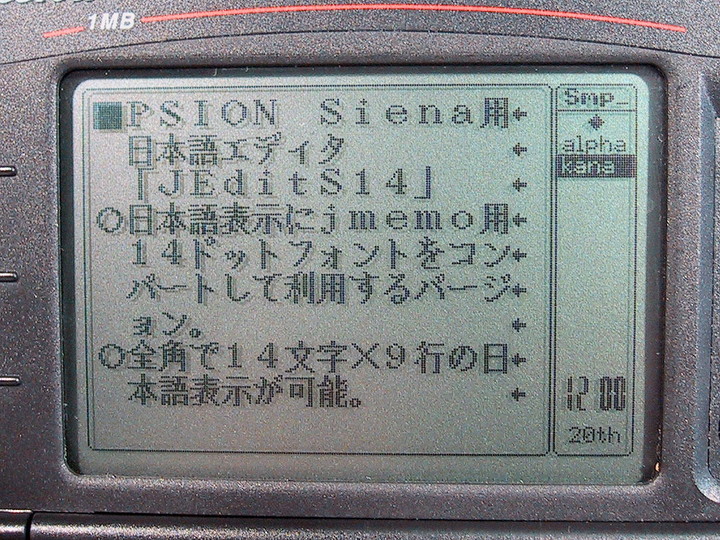 1MB
■PSION Siena用←
日本語エディタ←
「JEditS14」←
○日本語表示にjmemo用←
14ドットフォントをコン
バートして利用するバージ←
ョン。←
○全角で14文字×9行の日←
本語表示が可能。←
Smp_
◆
alpha
kana
12 00
20th